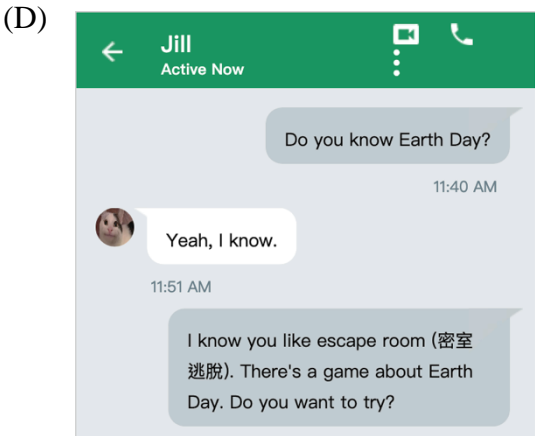 (D)
Jill
Active Now
Do you know Earth Day?
11:40 AM
Yeah, I know.
11:51 AM
I know you like escape room (密室
逃脫). There's a game about Earth
Day. Do you want to try?